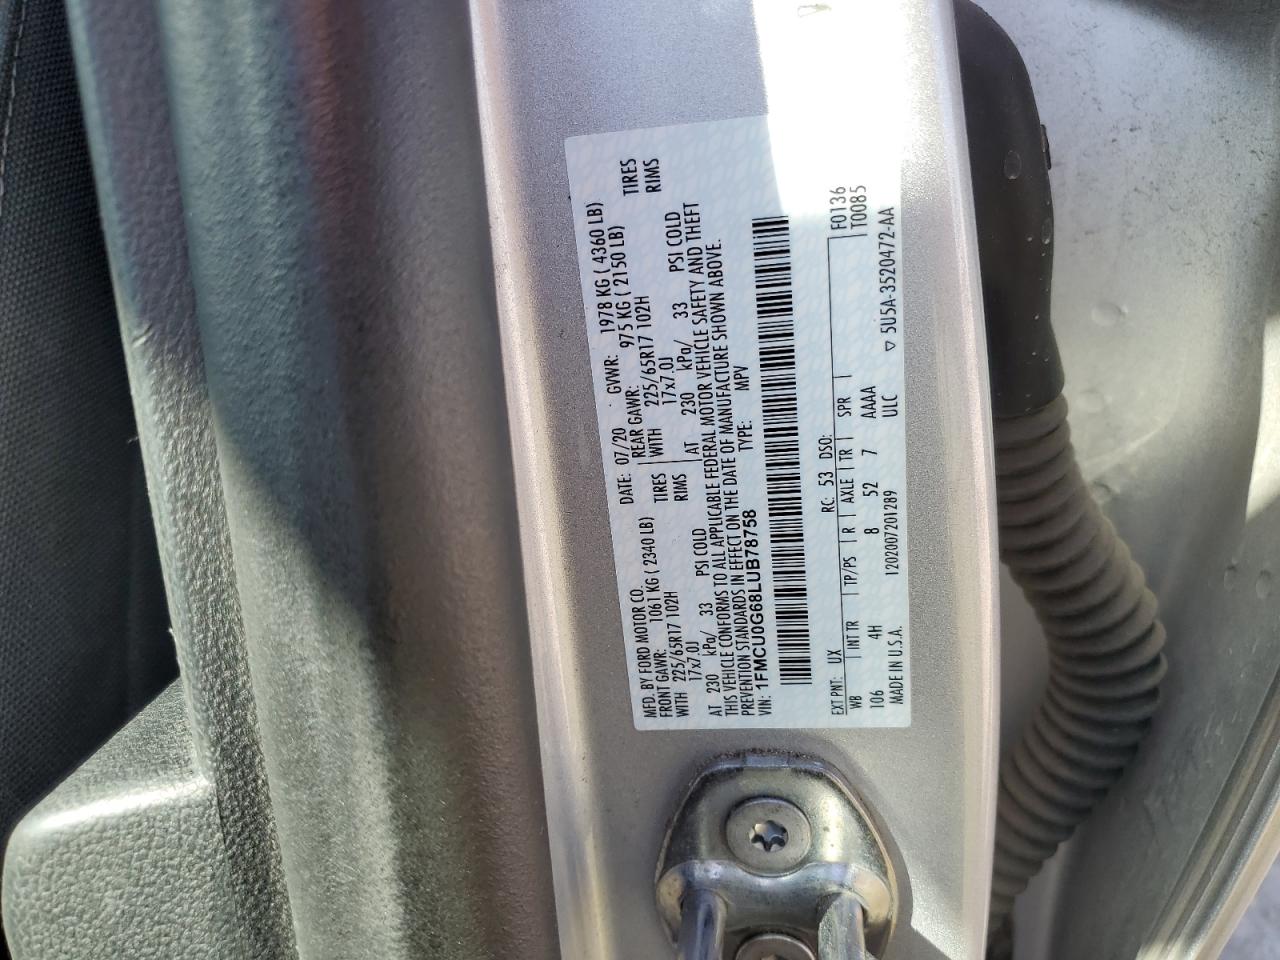 MFD. BY FORD MOTOR CO.
DATE: 07/20 GVWR: 1978 KG ( 4360 LB)
FRONT GAWR: 1061 KG ( 2340 LB) REAR GAWR: 975 KG ( 2150 LB)
WITH 225/65R17 102H TIRES WITH 225/65R17 102H TIRES
17x7.0J RIMS 17x7.0J RIMS
AT 230 kPa/ 33 PSI COLD AT 230 kPa/ 33 PSI COLD
THIS VEHICLE CONFORMS TO ALL APPLICABLE FEDERAL MOTOR VEHICLE SAFETY AND THEFT
PREVENTION STANDARDS IN EFFECT ON THE DATE OF MANUFACTURE SHOWN ABOVE.
VIN: 1FMCU0G68LUB78758 TYPE: MPV
F0136
T0085
EXT PNT: UX RC: 53 DSO:
WB INT TR TP/PS R AXLE TR SPR
106 4H 8 52 7 AAAA
MADE IN U.S.A. 1202007201289 ULC
▽ 5U5A-3520472-AA